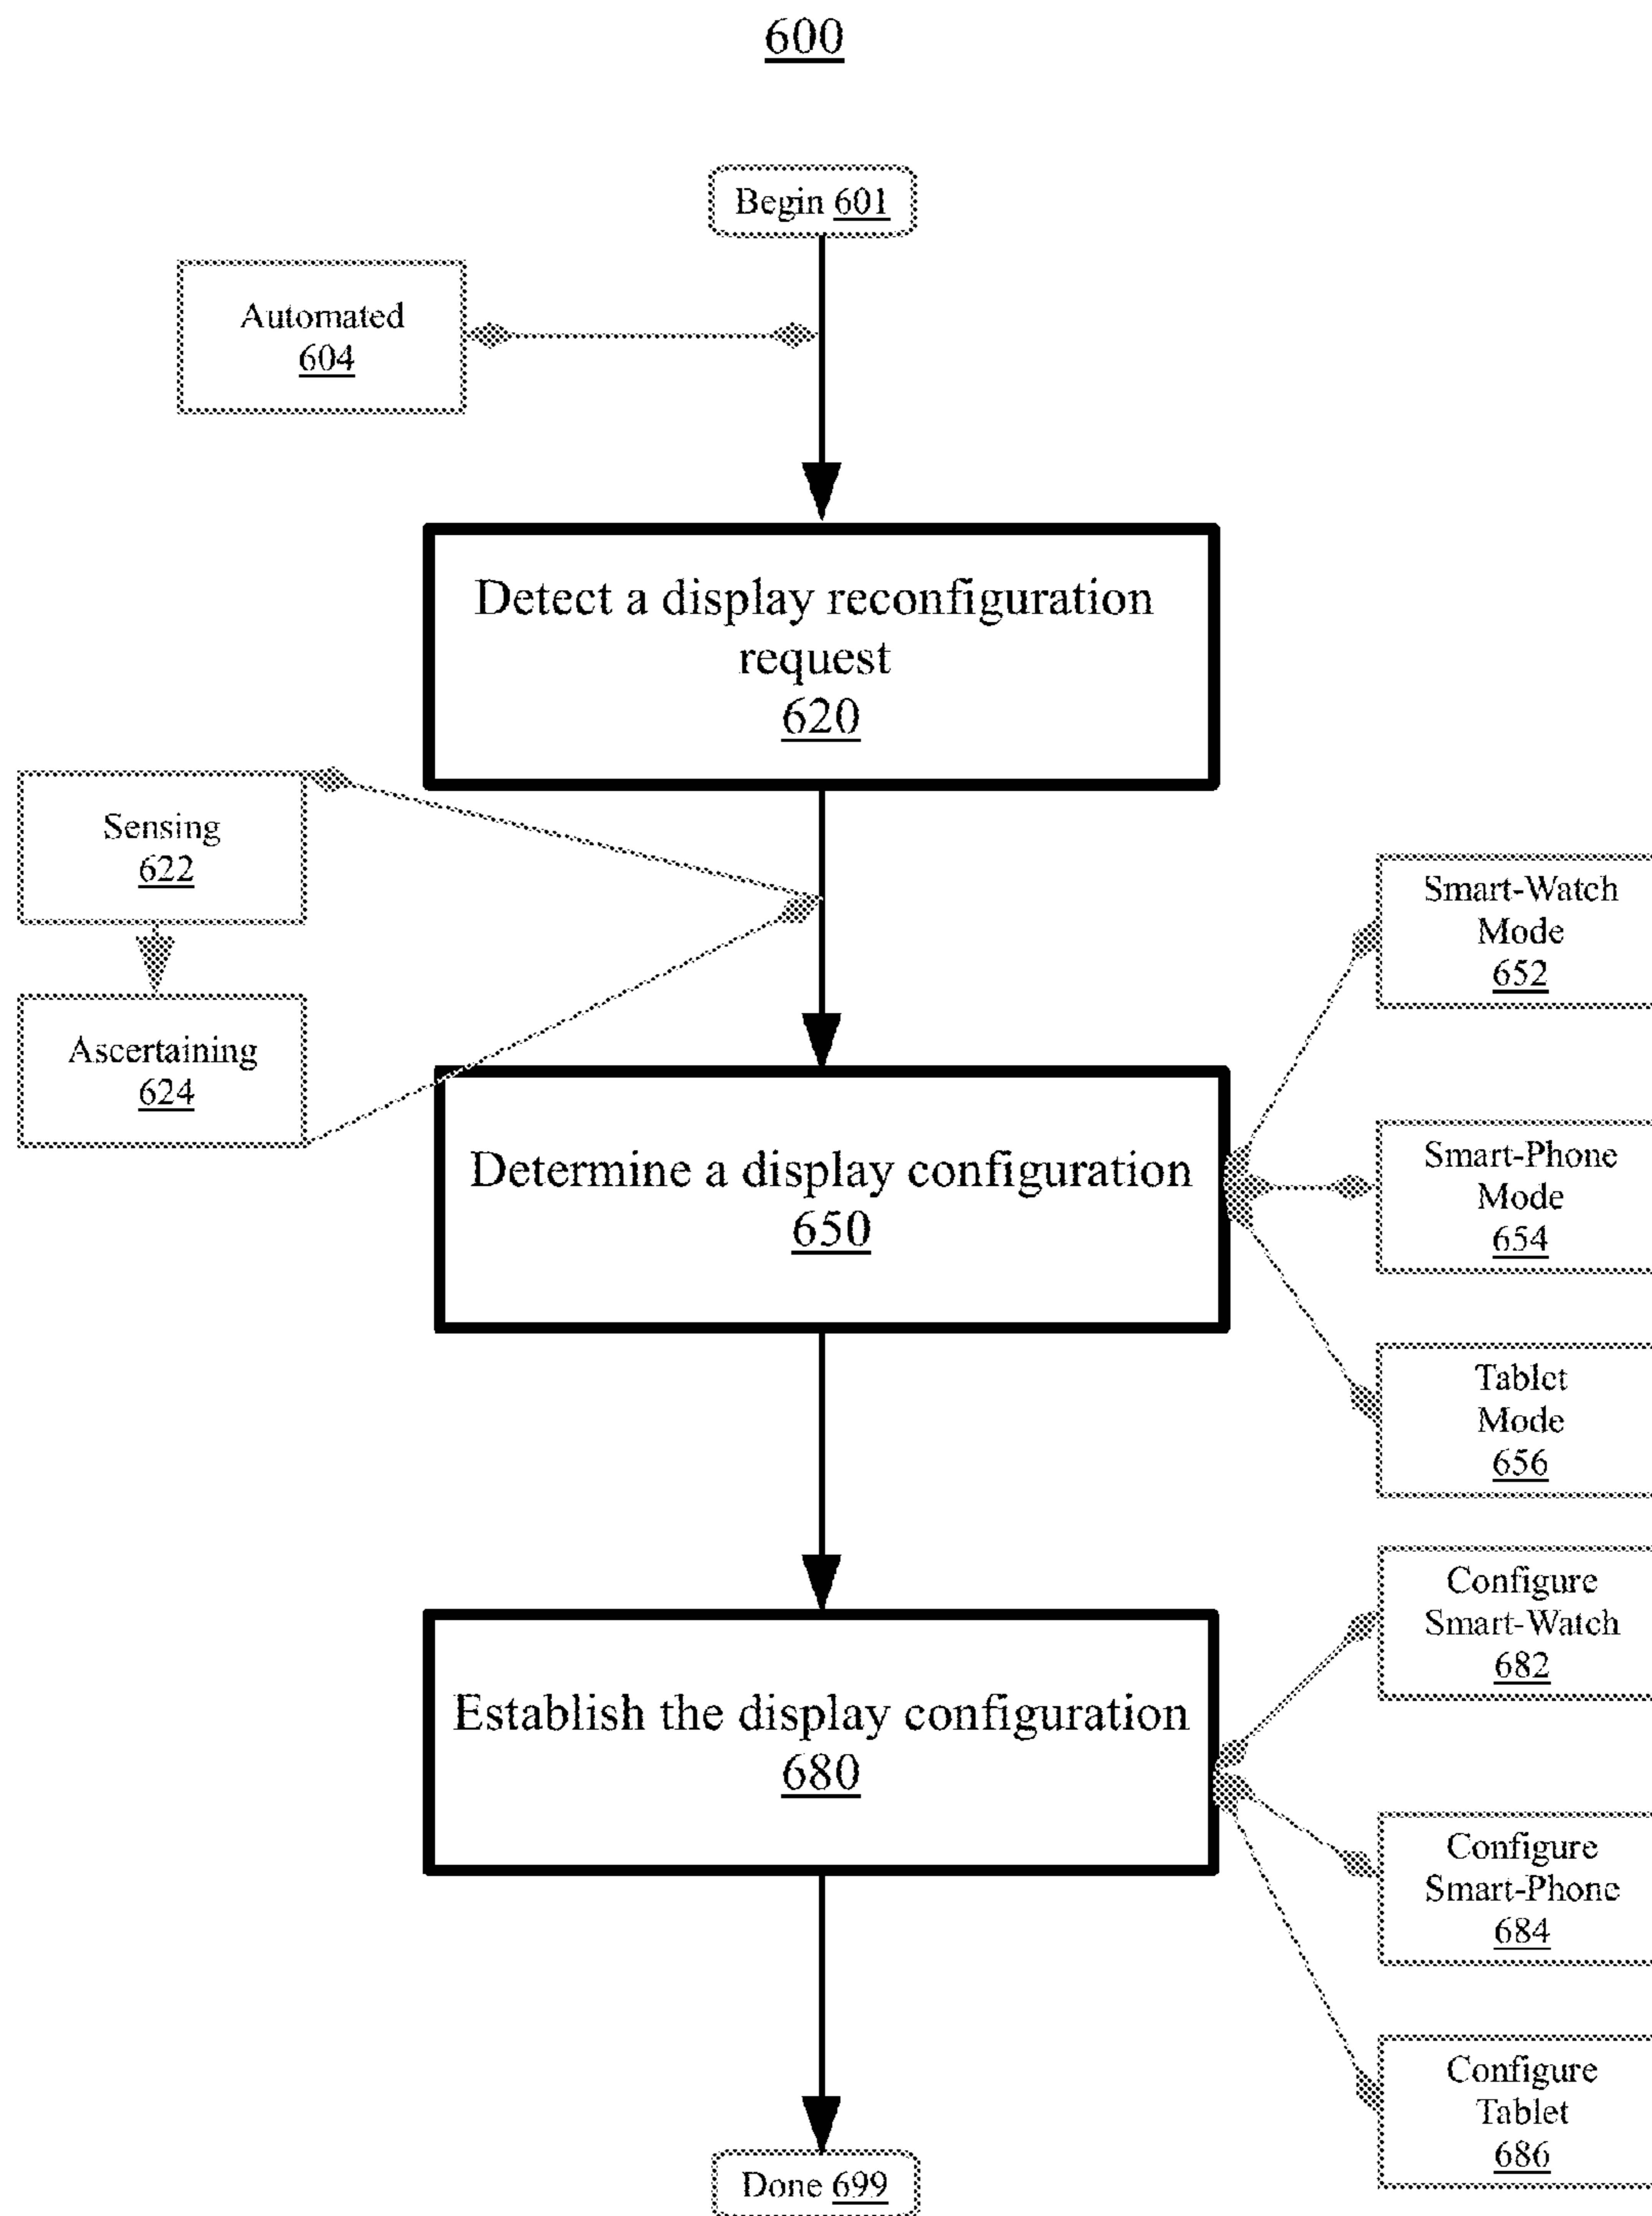 600
Begin 601
Automated
604
Detect a display reconfiguration
request
620
Sensing
622
Ascertaining
624
Smart-Watch
Mode
652
Determine a display configuration
650
Smart-Phone
Mode
654
Tablet
Mode
656
Establish the display configuration
680
Configure
Smart-Watch
682
Configure
Smart-Phone
684
Configure
Tablet
686
Done 699